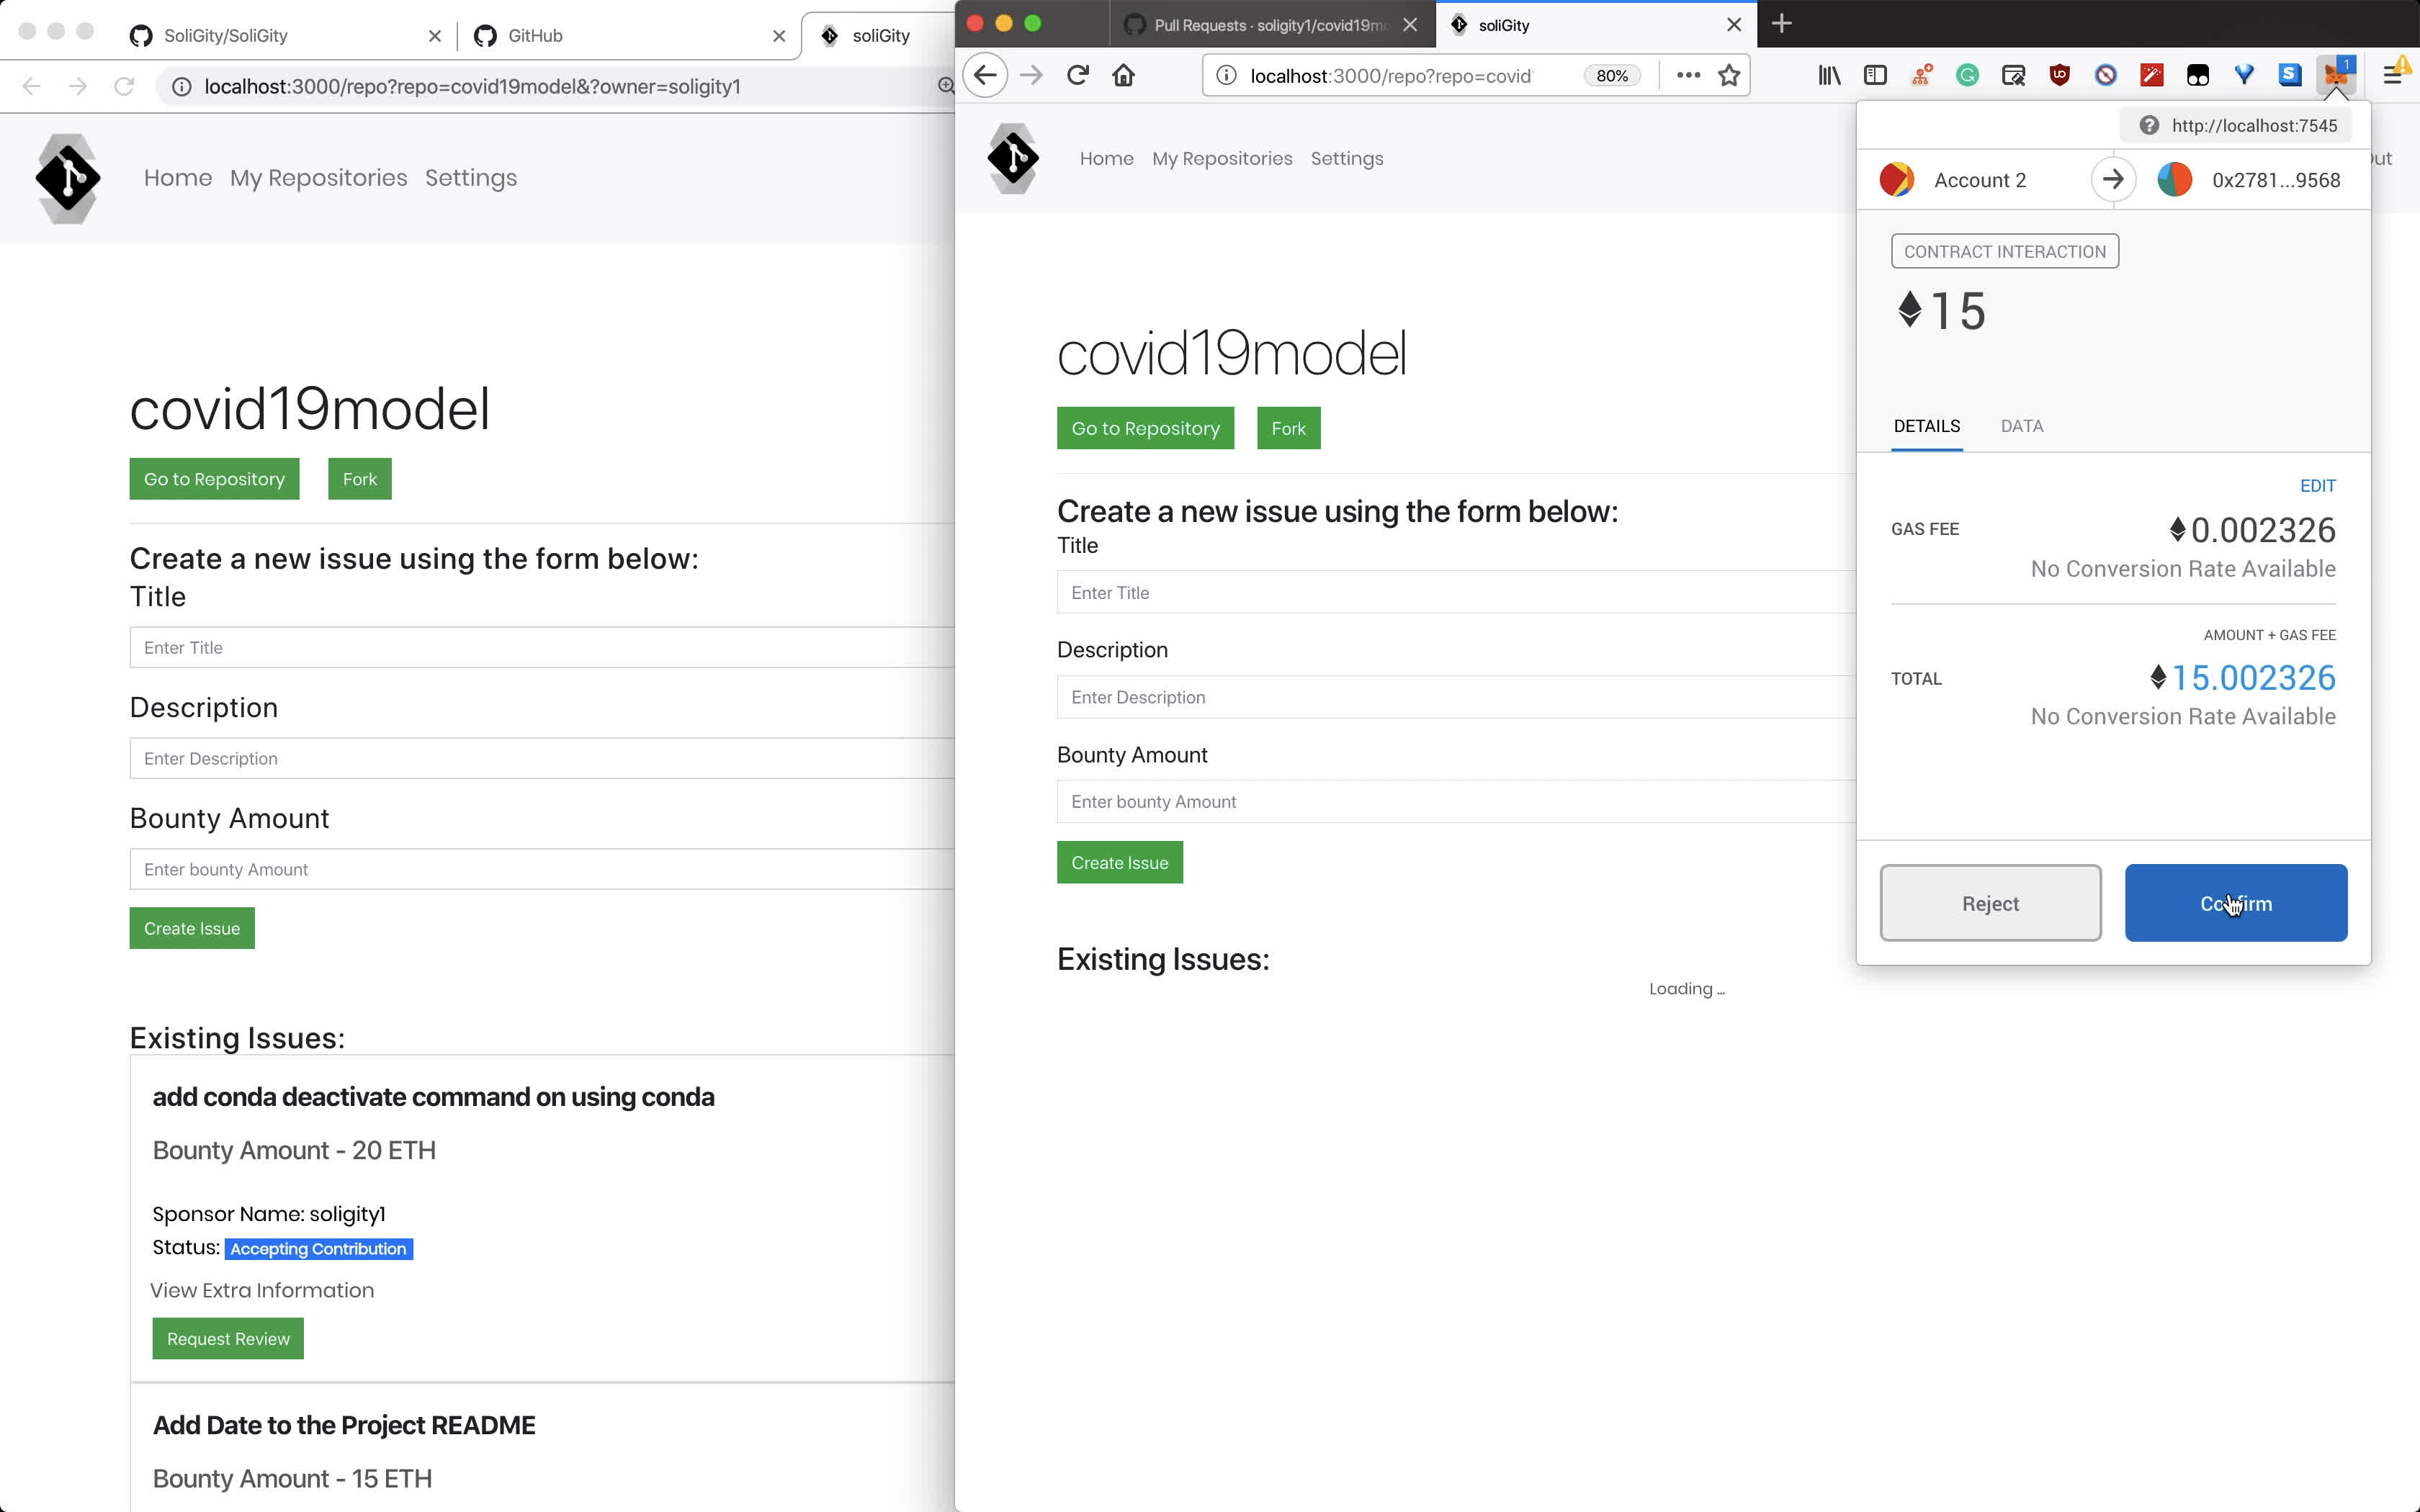 SoliGity/SoliGity
GitHub
soliGity
localhost:3000/repo?repo=covid19model&?owner=soligity1
Home My Repositories Settings
covid19model
Go to Repository
Fork
Create a new issue using the form below:
Title
Enter Title
Description
Enter Description
Bounty Amount
Enter bounty Amount
Create Issue
Existing Issues:
add conda deactivate command on using conda
Bounty Amount - 20 ETH
Sponsor Name: soligity1
Status: Accepting Contribution
View Extra Information
Request Review
Add Date to the Project README
Bounty Amount - 15 ETH
Pull Requests · soligity1/covid19mo
soliGity
localhost:3000/repo?repo=covid
80%
Home My Repositories Settings
covid19model
Go to Repository
Fork
Create a new issue using the form below:
Title
Enter Title
Description
Enter Description
Bounty Amount
Enter bounty Amount
Create Issue
Existing Issues:
Loading ...
1
http://localhost:7545
Account 2
0x2781...9568
CONTRACT INTERACTION
15
DETAILS
DATA
EDIT
GAS FEE
0.002326
No Conversion Rate Available
AMOUNT + GAS FEE
TOTAL
15.002326
No Conversion Rate Available
Reject
Confirm